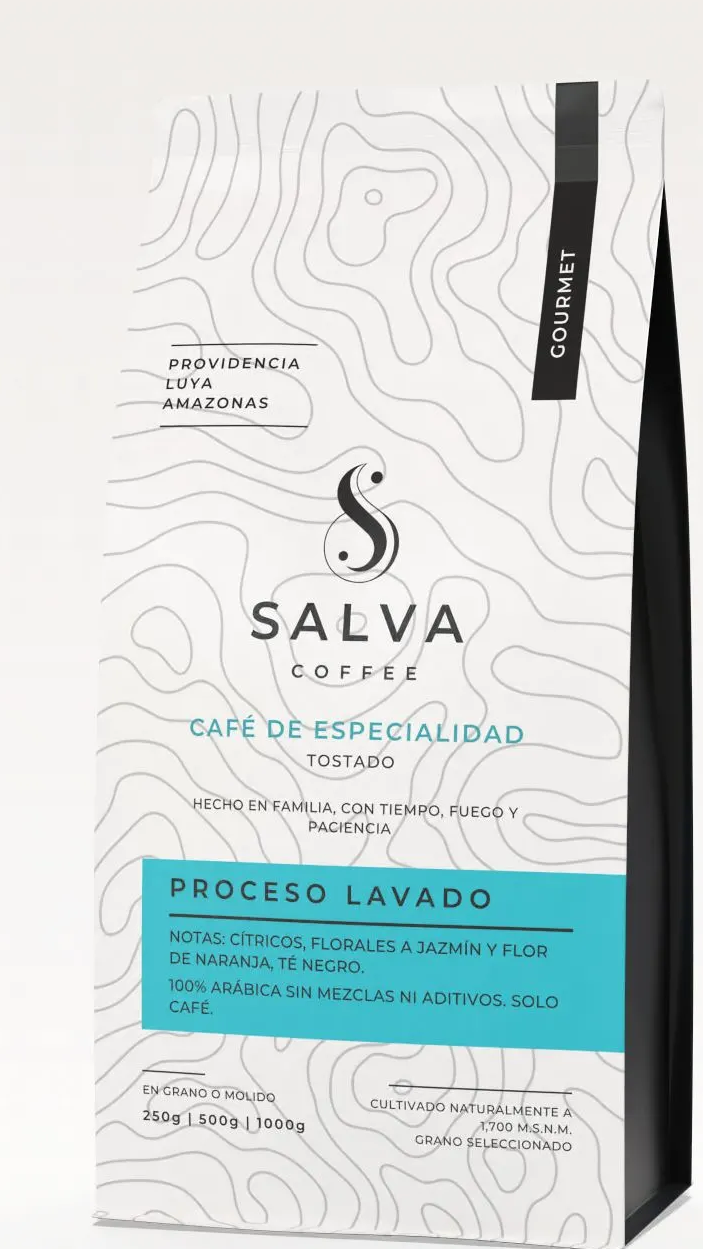 GOURMET
PROVIDENCIA
LUYA
AMAZONAS
SALVA
COFFEE
CAFÉ DE ESPECIALIDAD
TOSTADO
HECHO EN FAMILIA, CON TIEMPO, FUEGO Y
PACIENCIA
PROCESO LAVADO
NOTAS: CÍTRICOS, FLORALES A JAZMÍN Y FLOR
DE NARANJA, TÉ NEGRO.
100% ARÁBICA SIN MEZCLAS NI ADITIVOS. SOLO
CAFÉ.
EN GRANO O MOLIDO
250g | 500g | 1000g
CULTIVADO NATURALMENTE A
1,700 M.S.N.M.
GRANO SELECCIONADO